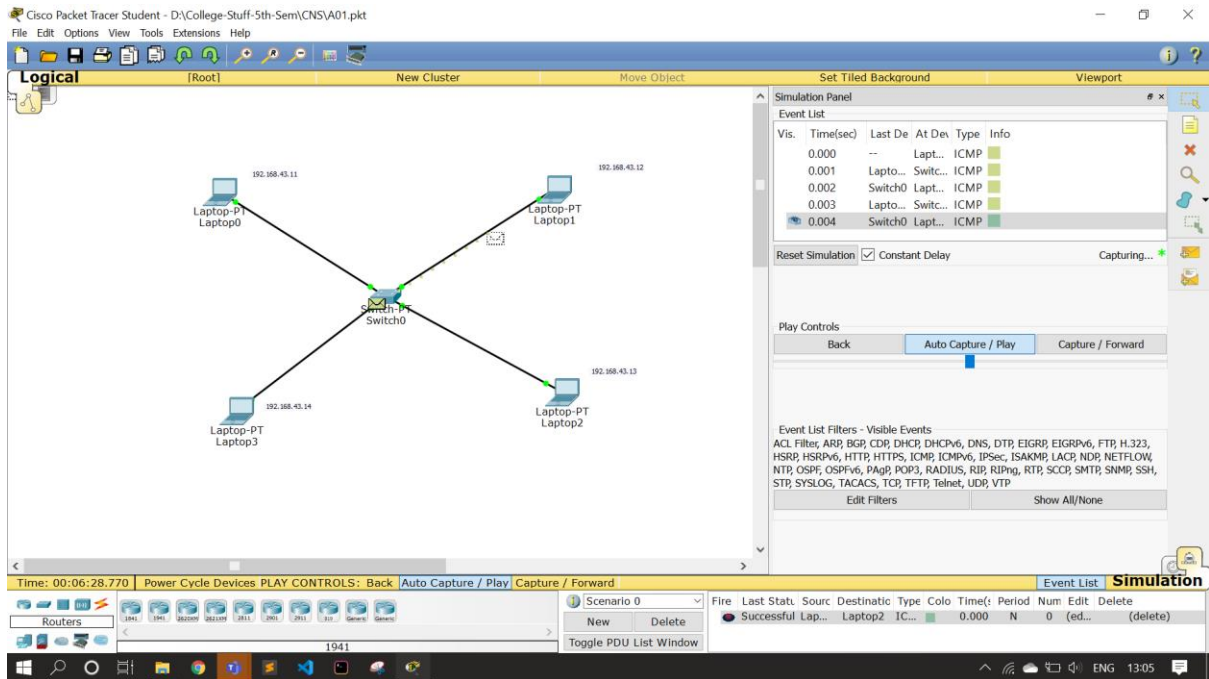 Cisco Packet Tracer Student - D:\College-Stuff-5th-Sem\CNS\A01.pkt
File Edit Options View Tools Extensions Help
Logical [Root] New Cluster Move Object Set Tiled Background Viewport
Simulation Panel
Event List
Vis. Time(sec) Last De At Dev Type Info
0.000 -- Lapt... ICMP
0.001 Lapto... Switc... ICMP
0.002 Switch0 Lapt... ICMP
0.003 Lapto... Switc... ICMP
0.004 Switch0 Lapt... ICMP
Reset Simulation Constant Delay Capturing... *
Play Controls
Back Auto Capture / Play Capture / Forward
Event List Filters - Visible Events
ACL Filter, ARP, BGP, CDP, DHCP, DHCPv6, DNS, DTP, EIGRP, EIGRPv6, FTP, H.323,
HSRP, HSRPv6, HTTP, HTTPS, ICMP, ICMPv6, IPSec, ISAKMP, LACP, NDP, NETFLOW,
NTP, OSPF, OSPFv6, PAgP, POP3, RADIUS, RIP, RIPng, RTP, SCCP, SMTP, SNMP, SSH,
STP, SYSLOG, TACACS, TCP, TFTP, Telnet, UDP, VTP
Edit Filters Show All/None
192.168.43.11
Laptop-PT
Laptop0
192.168.43.12
Laptop-PT
Laptop1
Switch-PT
Switch0
192.168.43.13
Laptop-PT
Laptop2
192.168.43.14
Laptop-PT
Laptop3
Time: 00:06:28.770 Power Cycle Devices PLAY CONTROLS: Back Auto Capture / Play Capture / Forward Event List Simulation
Routers
1841 1941 2620XM 2621XM 2811 2901 2911 819 Generic Generic
1941
Scenario 0
New Delete
Toggle PDU List Window
Fire Last Statu Sourc Destinatic Type Colo Time(s Period Num Edit Delete
Successful Lap... Laptop2 IC... 0.000 N 0 (ed... (delete)
ENG 13:05